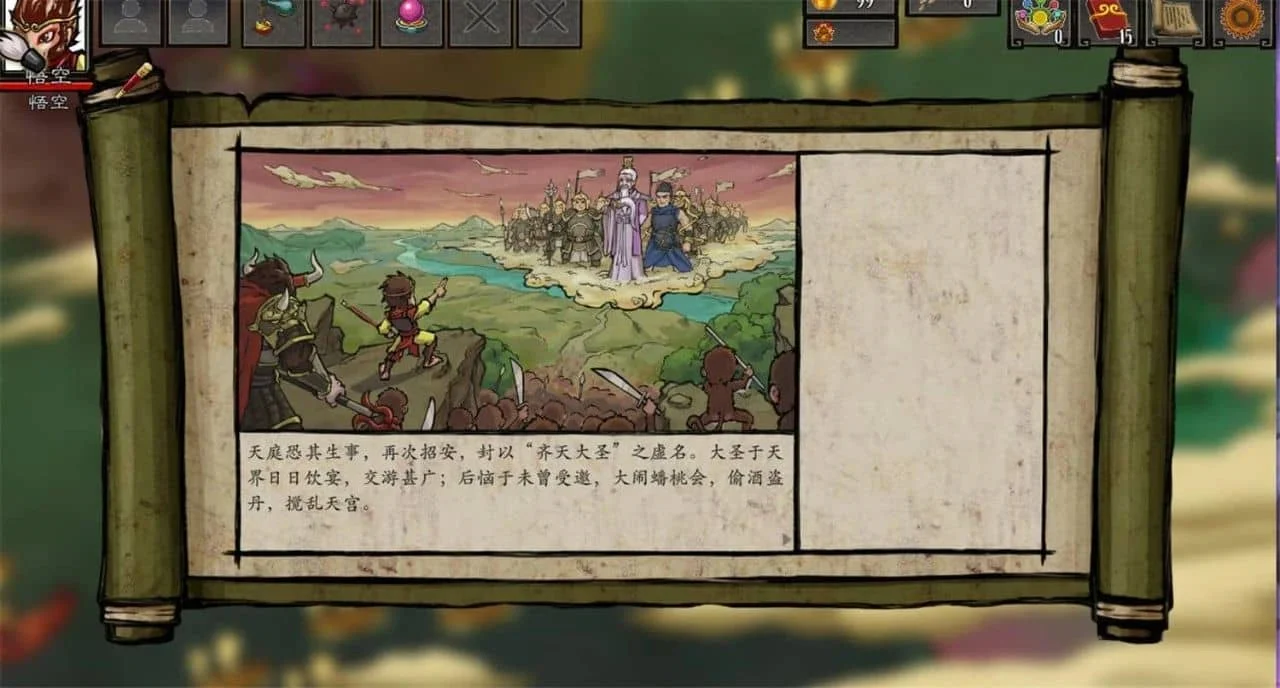 99
0
0
15
悟空
悟空
天庭恐其生事，再次招安，封以“齐天大圣”之虚名。大圣于天
界日日饮宴，交游甚广；后恼于未曾受邀，大闹蟠桃会，偷酒盗
丹，搅乱天宫。